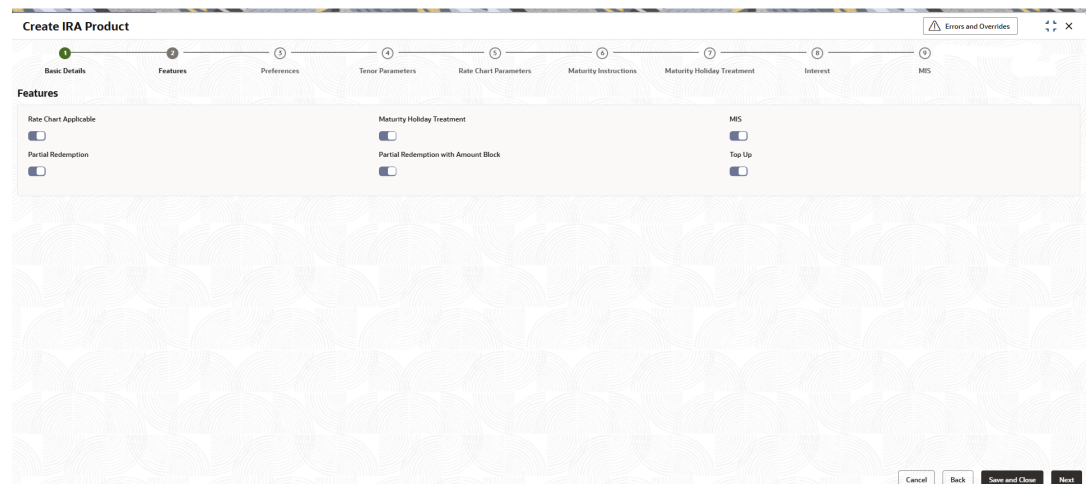 Create IRA Product
Errors and Overrides
1 2 3 4 5 6 7 8 9
Basic Details Features Preferences Tenor Parameters Rate Chart Parameters Maturity Instructions Maturity Holiday Treatment Interest MIS
Features
Rate Chart Applicable Maturity Holiday Treatment MIS
Partial Redemption Partial Redemption with Amount Block Top Up
Cancel Back Save and Close Next